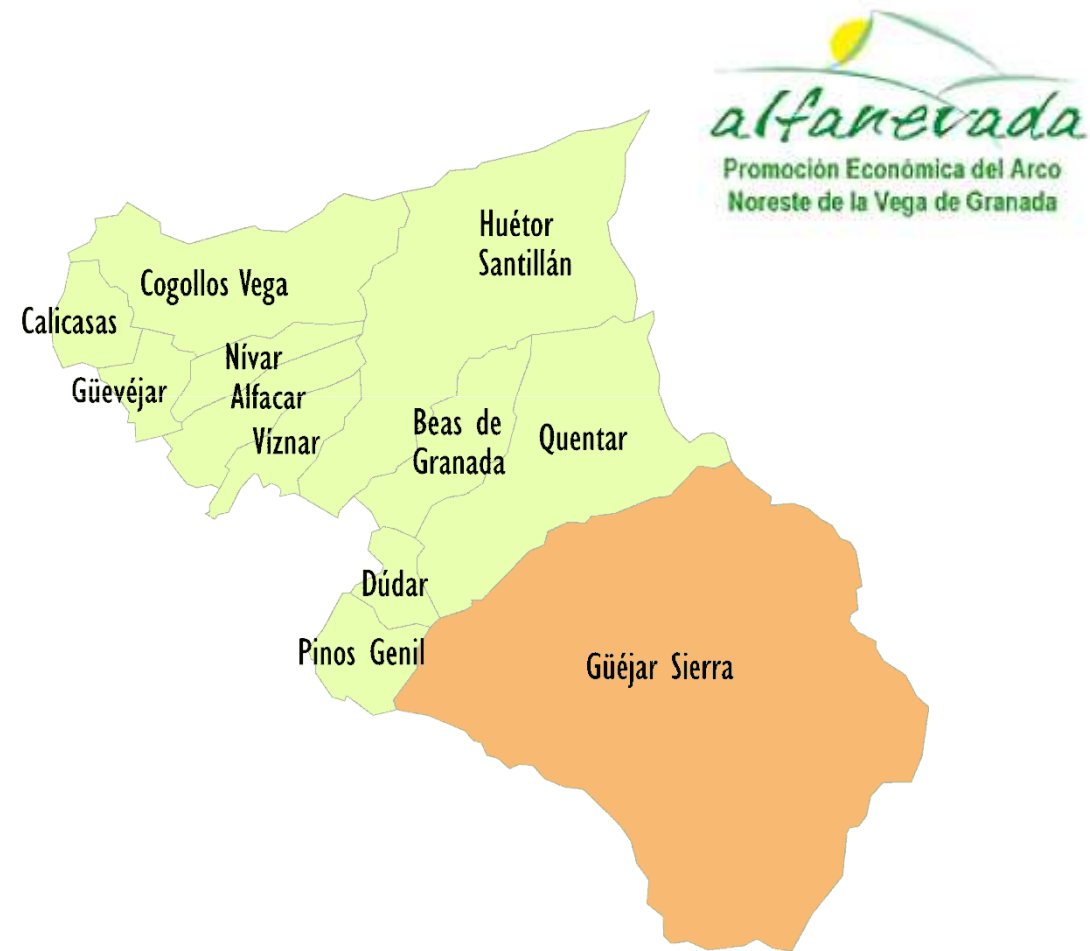 alfanevada
Promoción Económica del Arco
Noreste de la Vega de Granada
Huétor
Santillán
Cogollos Vega
Calicasas
Nívar
Güevéjar
Alfacar
Víznar
Beas de
Granada
Quentar
Dúdar
Pinos Genil
Güéjar Sierra